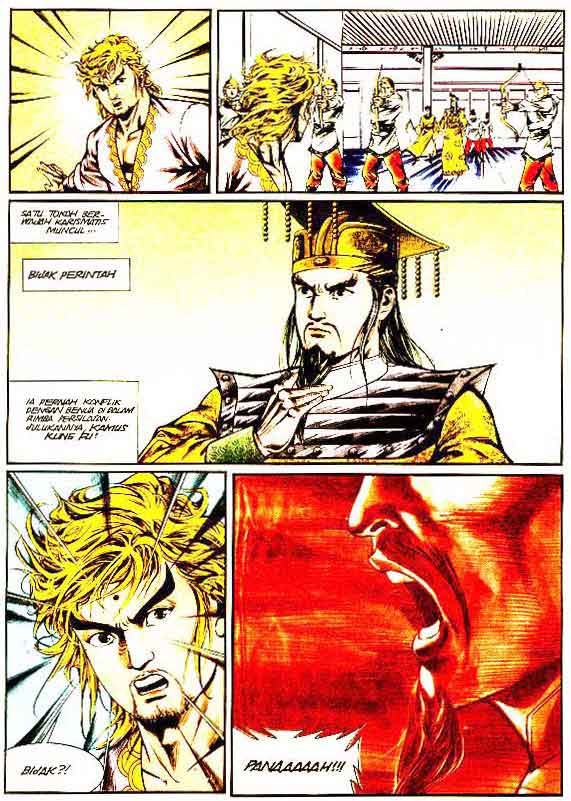 SATU TOKOH BER-
WAJAH KARISMATIS
MUNCUL...
BIJAK PERINTAH
IA PERNAH KONFLIK
DENGAN BENUA DI DALAM
RIMBA PERSILATAN.
JULUKANNYA, KAMUS
KUNG FU!
BIJAK?!
PANAAAAAH!!!